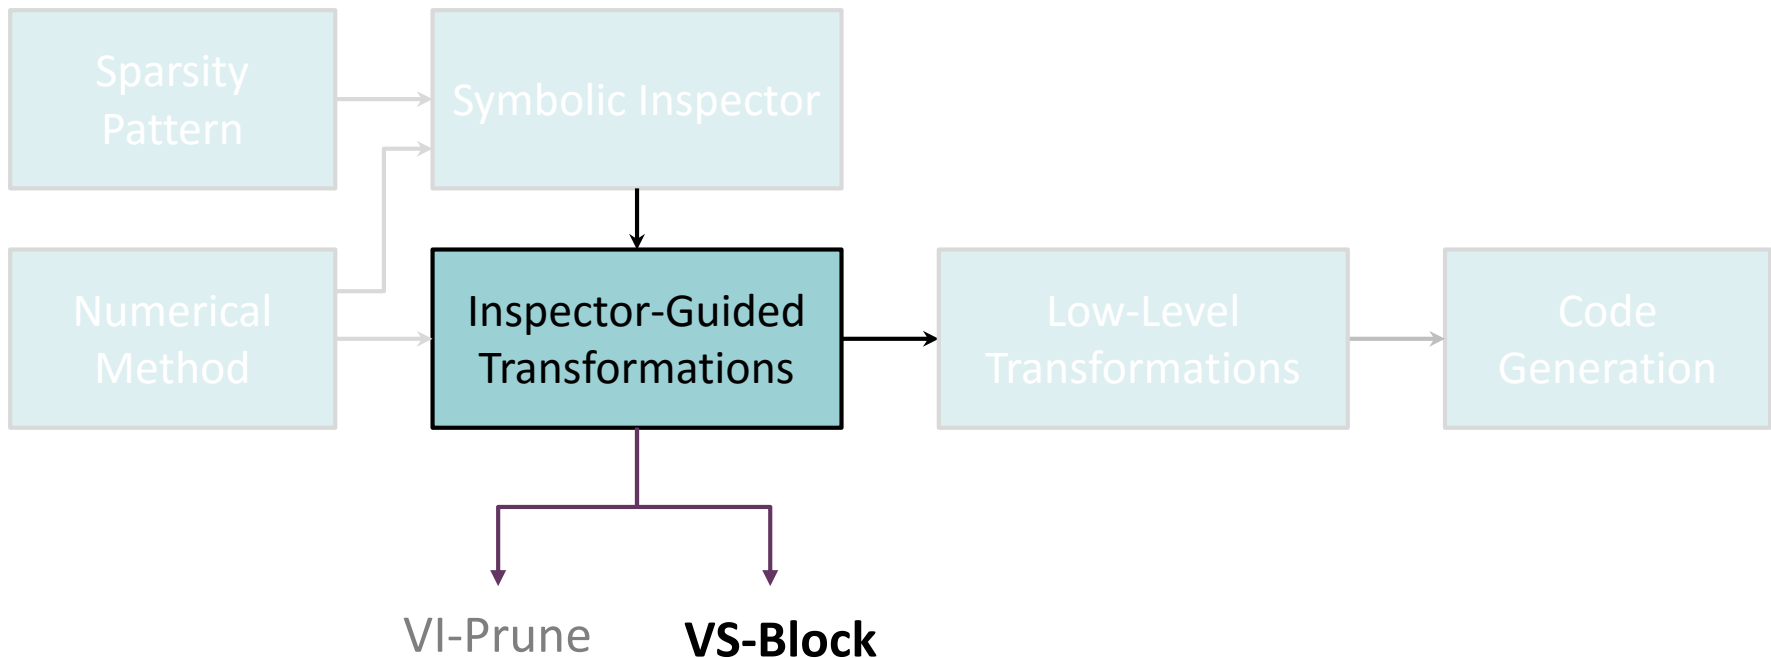 Sparsity
Pattern
Symbolic Inspector
Numerical
Method
Inspector-Guided
Transformations
Low-Level
Transformations
Code
Generation
VI-Prune
VS-Block